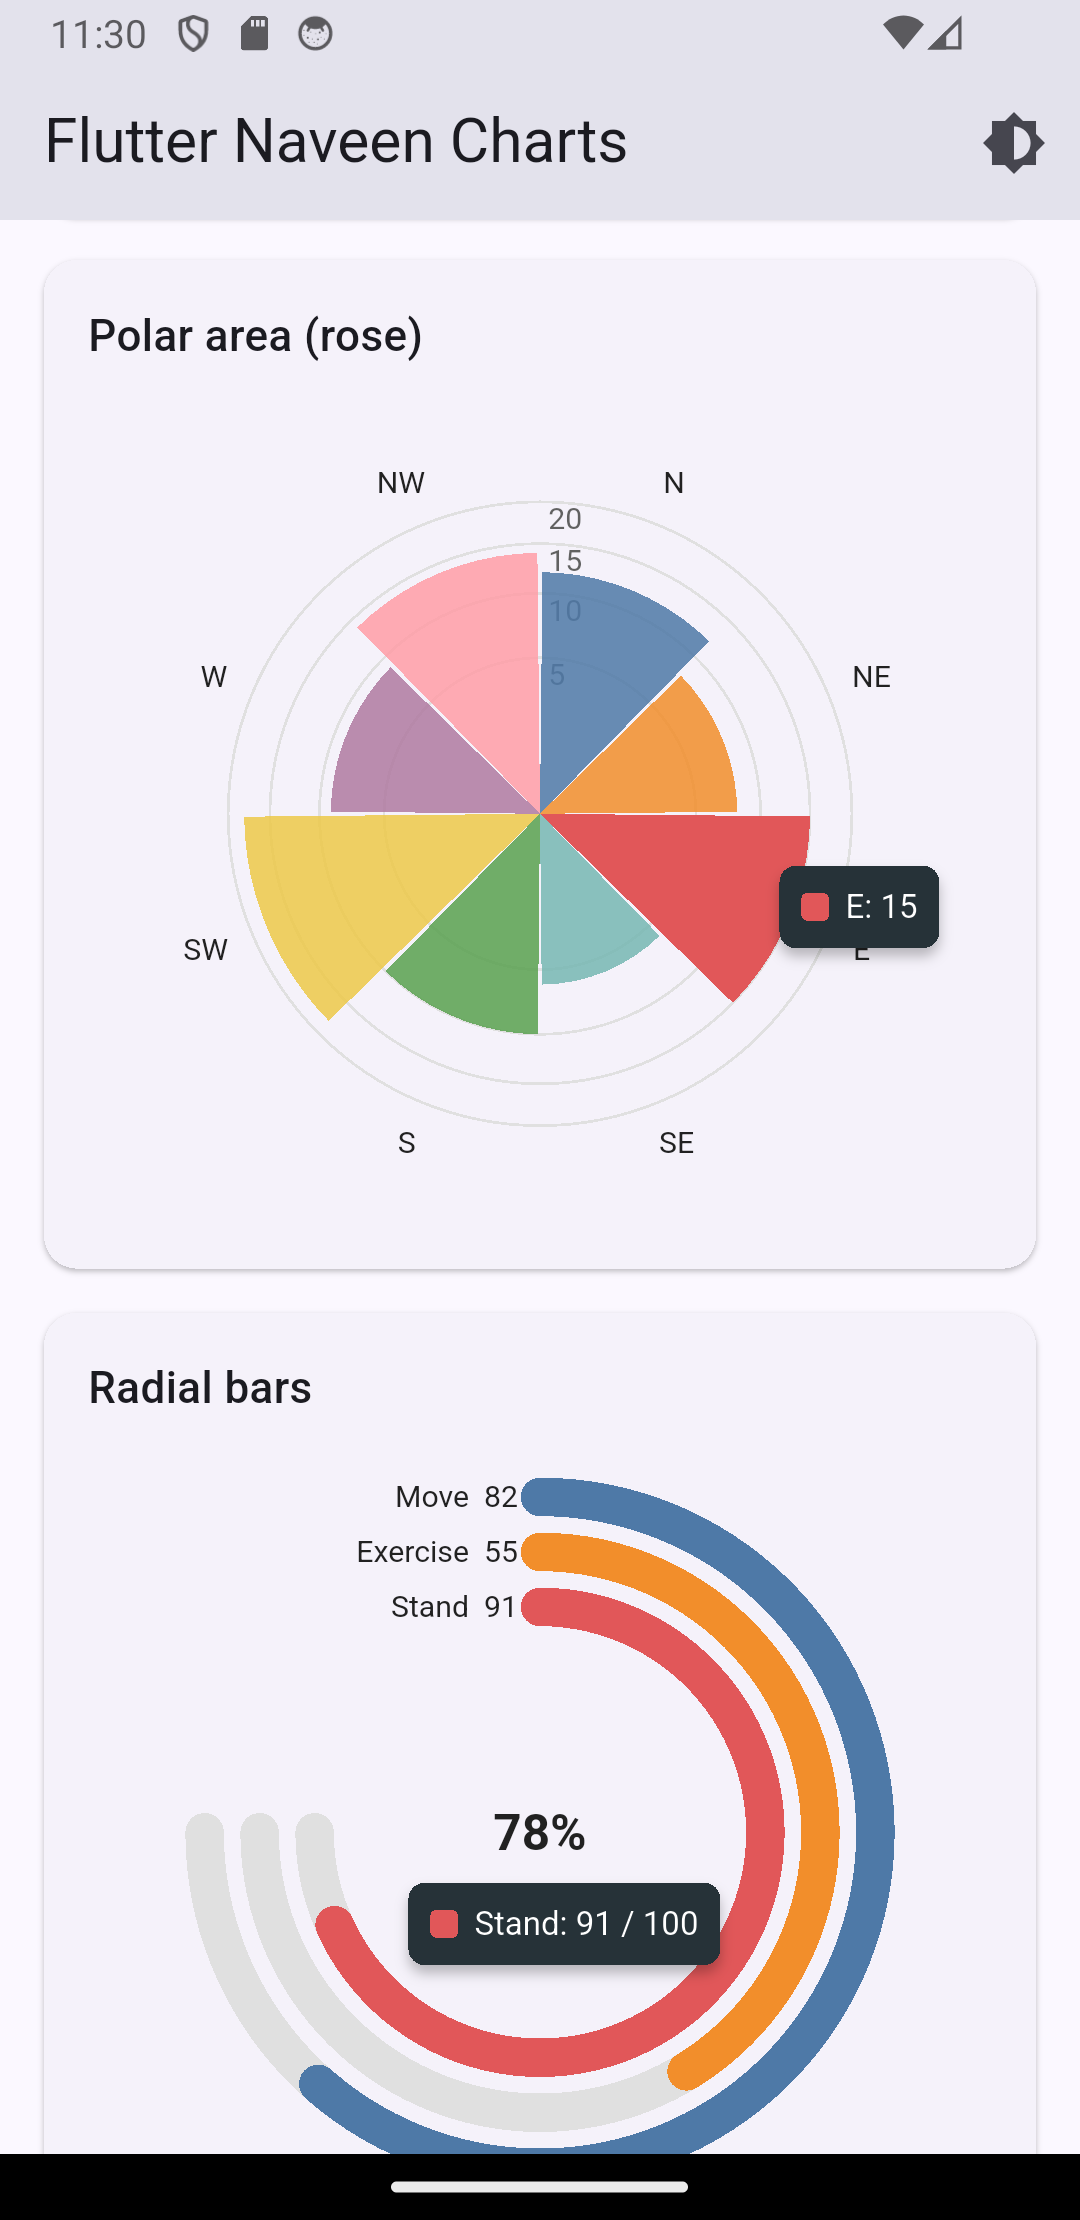 11:30
Flutter Naveen Charts
Polar area (rose)
NW N
20
15
10
5
W NE
E: 15
SW E
S SE
Radial bars
Move 82
Exercise 55
Stand 91
78%
Stand: 91 / 100